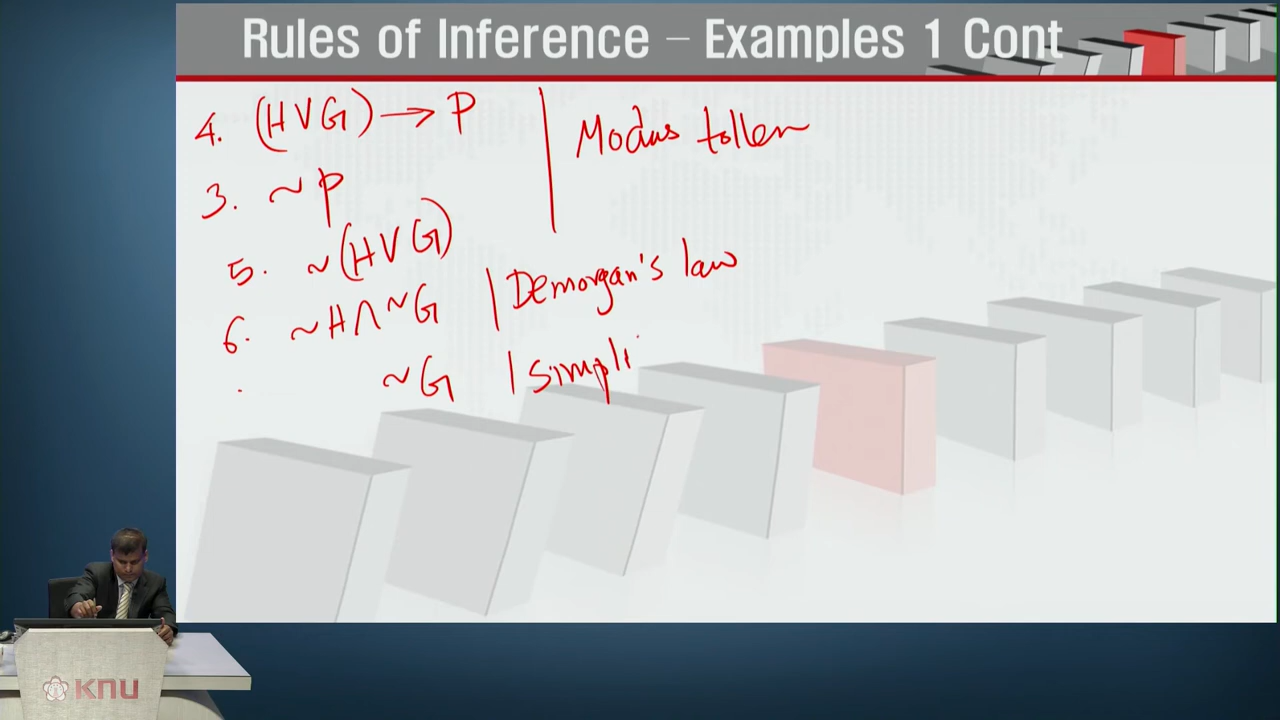 Rules of Inference – Examples 1 Cont
4. (H V G) → P | Modus tollen
3. ~ P
5. ~(H V G)
6. ~H Λ ~G | Demorgan's law
. ~G | Simpli
KNU